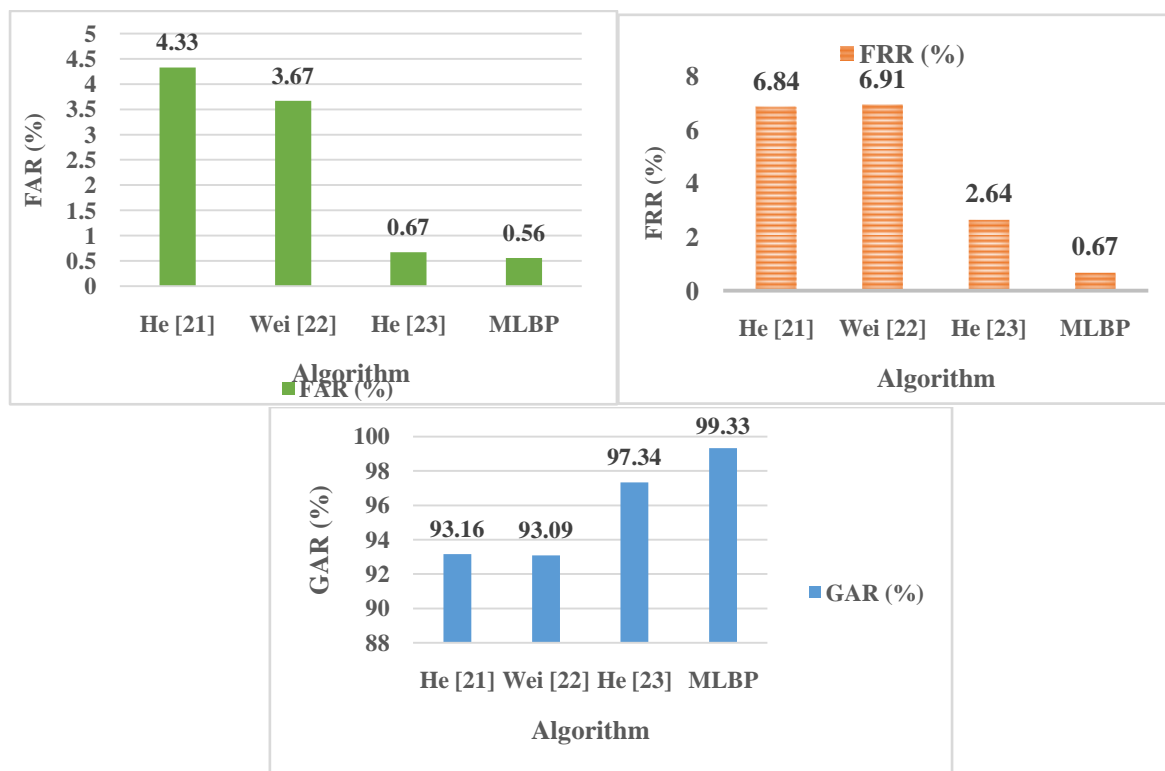 5
4.5
4
3.5
3
2.5
2
1.5
1
0.5
0
FAR (%)
4.33
3.67
0.67
0.56
He [21] Wei [22] He [23] MLBP
Algorithm
FAR (%)
FRR (%)
8
6
4
2
0
FRR (%)
6.84
6.91
2.64
0.67
He [21] Wei [22] He [23] MLBP
Algorithm
100
98
96
94
92
90
88
GAR (%)
93.16
93.09
97.34
99.33
He [21] Wei [22] He [23] MLBP
Algorithm
GAR (%)